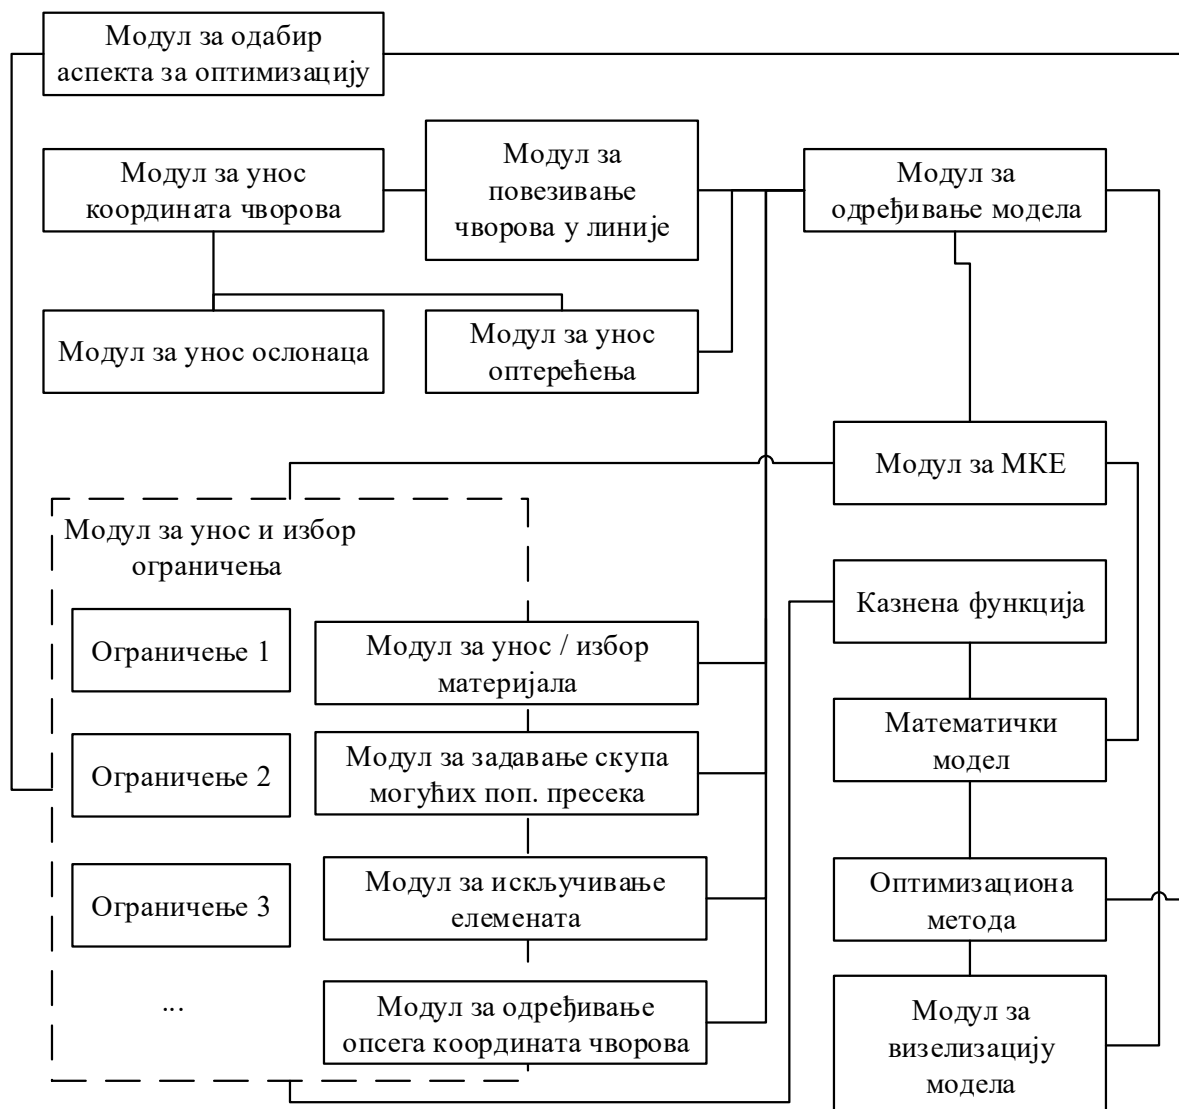 Модул за одабир
аспекта за оптимизацију
Модул за унос
координата чворова
Модул за
повезивање
чворова у линије
Модул за
одређивање модела
Модул за унос ослонаца
Модул за унос
оптерећења
Модул за МКЕ
Модул за унос и избор
ограничења
Казнена функција
Ограничење 1
Модул за унос / избор
материјала
Математички
модел
Ограничење 2
Модул за задавање скупа
могућих поп. пресека
Ограничење 3
Модул за искључивање
елемената
Оптимизациона
метода
...
Модул за одређивање
опсега координата чворова
Модул за
визелизацију
модела